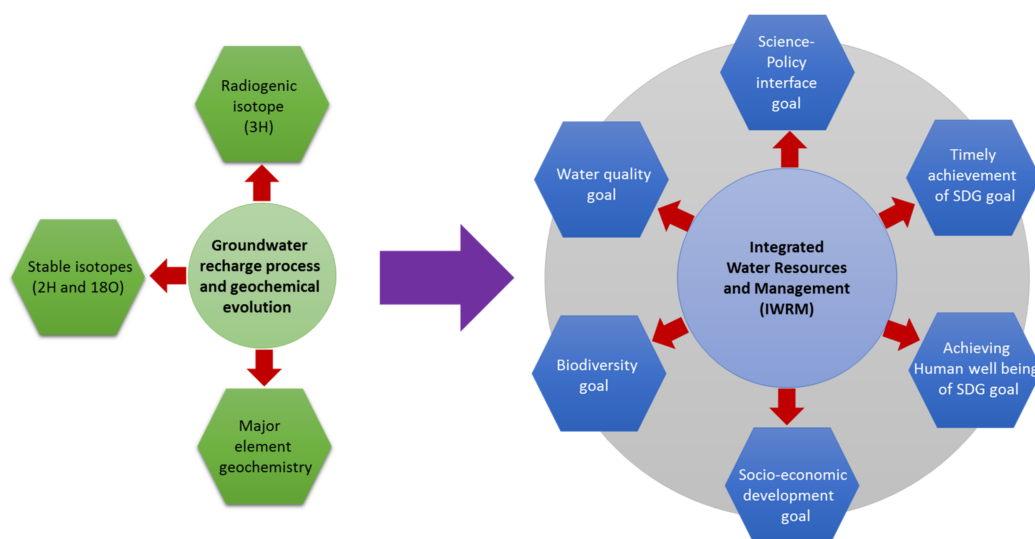 Radiogenic
isotope
(3H)
Stable isotopes
(2H and 18O)
Groundwater
recharge process
and geochemical
evolution
Major
element
geochemistry
Science-
Policy
interface
goal
Water quality
goal
Timely
achievement
of SDG goal
Integrated
Water Resources
and Management
(IWRM)
Biodiversity
goal
Achieving
Human well being
of SDG goal
Socio-economic
development
goal